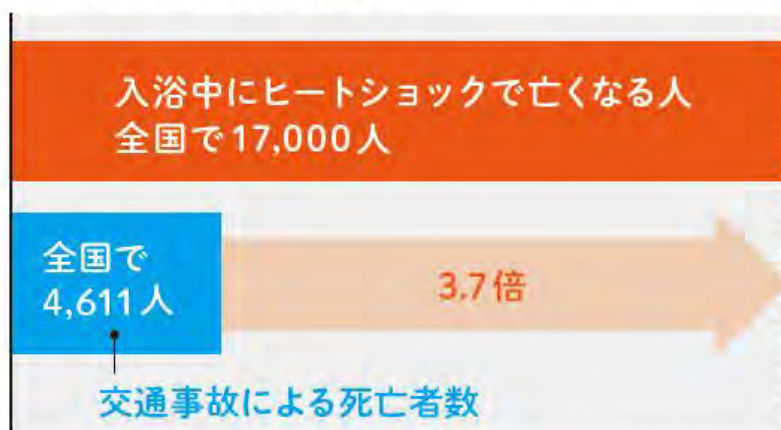 入浴中にヒートショックで亡くなる人
全国で17,000人
全国で
4,611人
3.7倍
交通事故による死亡者数